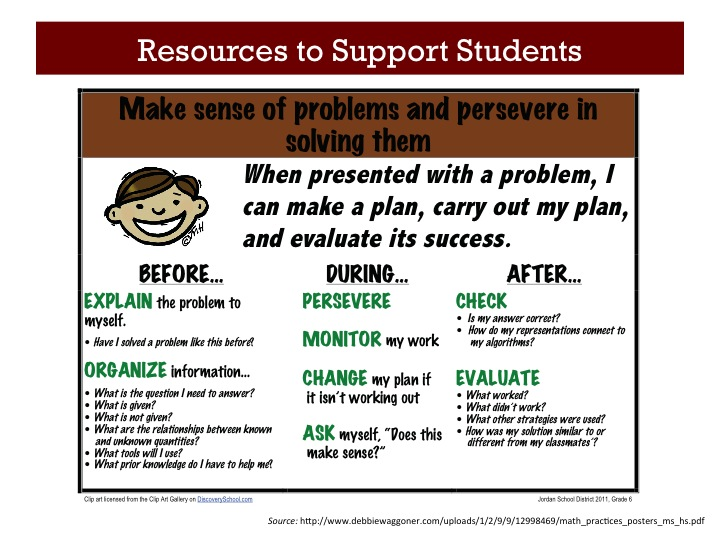 Resources to Support Students
Make sense of problems and persevere in
solving them
When presented with a problem, I
can make a plan, carry out my plan,
and evaluate its success.
BEFORE...
EXPLAIN the problem to
myself.
• Have I solved a problem like this before?
ORGANIZE information...
• What is the question I need to answer?
• What is given?
• What is not given?
• What are the relationships between known
and unknown quantities?
• What tools will I use?
• What prior knowledge do I have to help me?
DURING...
PERSEVERE
MONITOR my work
CHANGE my plan if
it isn't working out
ASK myself, "Does this
make sense?"
AFTER...
CHECK
• Is my answer correct?
• How do my representations connect to
my algorithms?
EVALUATE
• What worked?
• What didn't work?
• What other strategies were used?
• How was my solution similar to or
different from my classmates'?
Clip art licensed from the Clip Art Gallery on DiscoverySchool.com
Jordan School District 2011, Grade 6
Source: http://www.debbiewaggoner.com/uploads/1/2/9/9/12998469/math_practices_posters_ms_hs.pdf